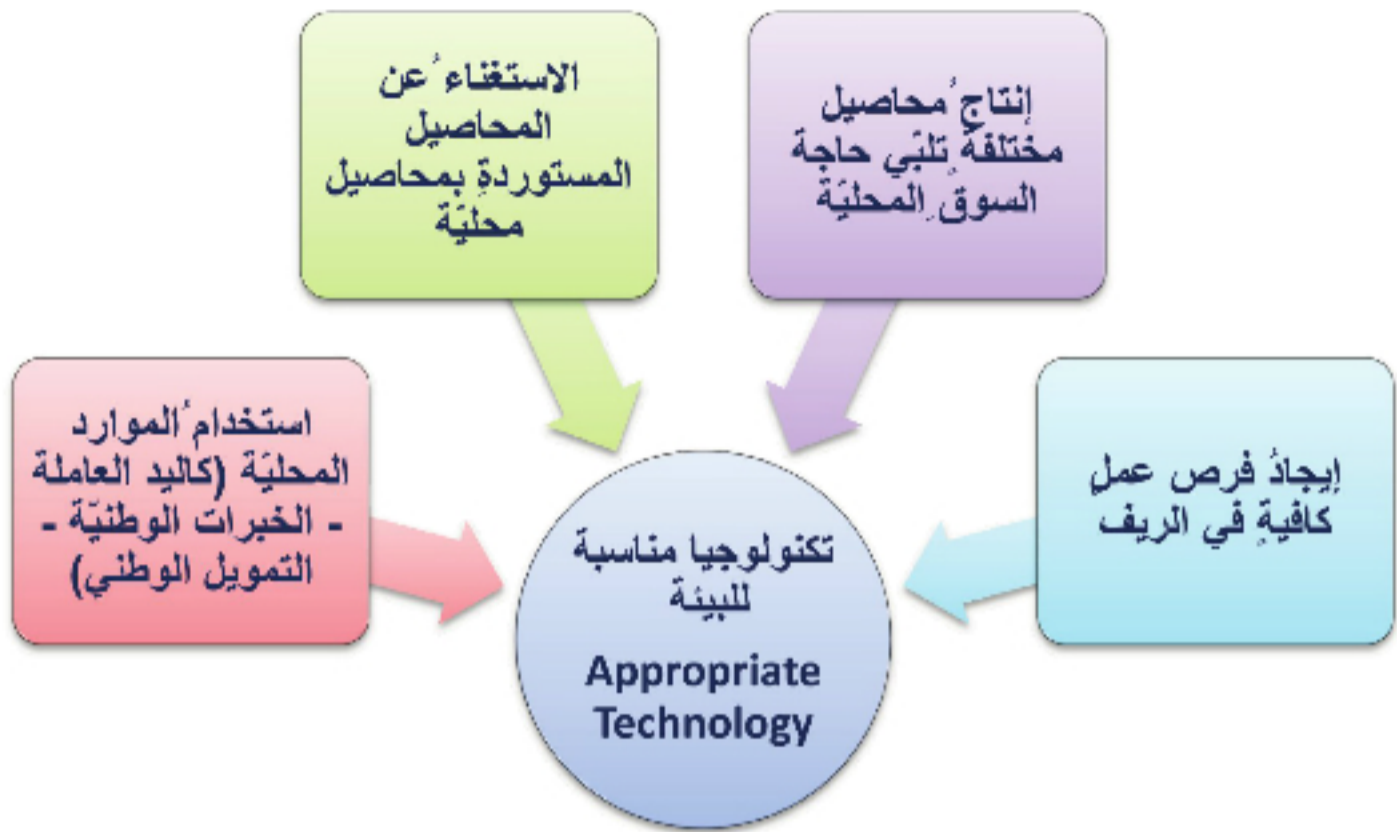 إنتاجُ محاصيل
مختلفةٍ تلبّي حاجة
السوقِ المحليّة
الاستغناءُ عن
المحاصيل
المستوردةِ بمحاصيل
محليّة
إيجادُ فرص عملٍ
كافيةٍ في الريف
استخدامُ الموارد
المحليّة (كاليد العاملة
- الخبرات الوطنيّة -
التمويل الوطني)
تكنولوجيا مناسبة
للبيئة
Appropriate
Technology